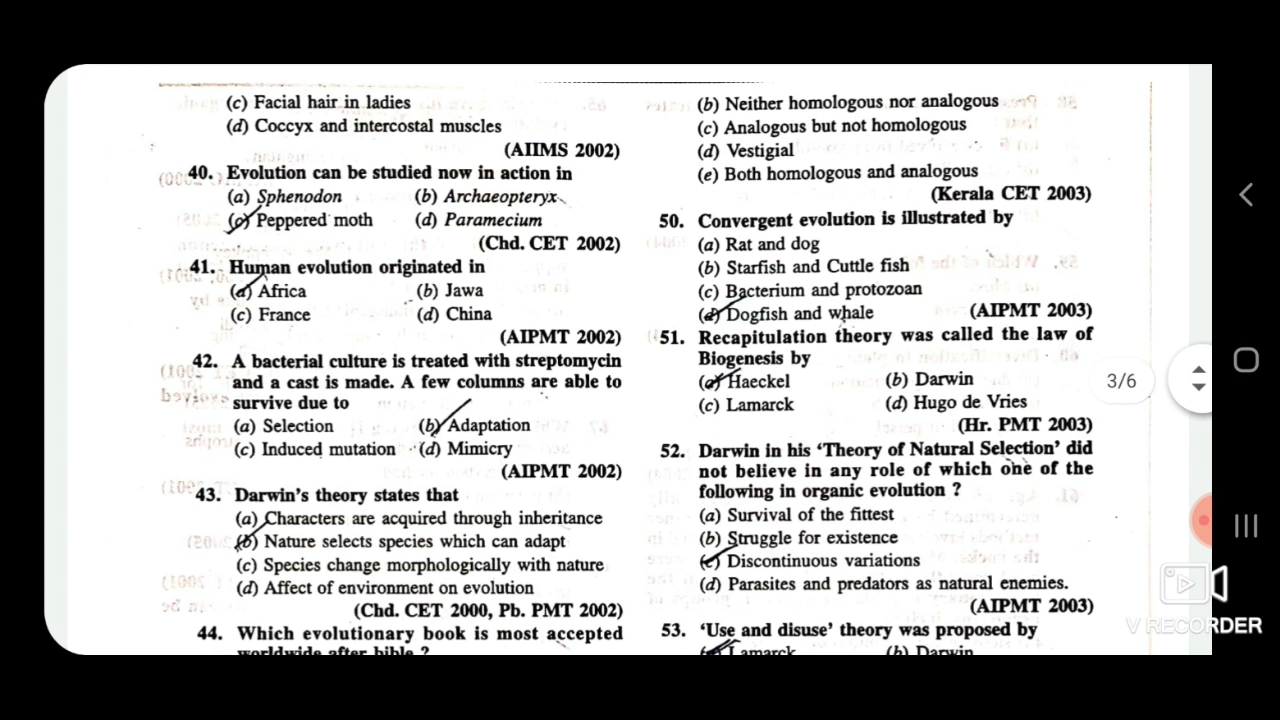 (c) Facial hair in ladies
(d) Coccyx and intercostal muscles
(AIIMS 2002)
40. Evolution can be studied now in action in
(a) Sphenodon (b) Archaeopteryx
(c) Peppered moth (d) Paramecium
(Chd. CET 2002)
41. Human evolution originated in
(a) Africa (b) Jawa
(c) France (d) China
(AIPMT 2002)
42. A bacterial culture is treated with streptomycin
and a cast is made. A few columns are able to
survive due to
(a) Selection (b) Adaptation
(c) Induced mutation (d) Mimicry
(AIPMT 2002)
43. Darwin's theory states that
(a) Characters are acquired through inheritance
(b) Nature selects species which can adapt
(c) Species change morphologically with nature
(d) Affect of environment on evolution
(Chd. CET 2000, Pb. PMT 2002)
44. Which evolutionary book is most accepted
worldwide after bible ?
(b) Neither homologous nor analogous
(c) Analogous but not homologous
(d) Vestigial
(e) Both homologous and analogous
(Kerala CET 2003)
50. Convergent evolution is illustrated by
(a) Rat and dog
(b) Starfish and Cuttle fish
(c) Bacterium and protozoan
(d) Dogfish and whale (AIPMT 2003)
51. Recapitulation theory was called the law of
Biogenesis by
(a) Haeckel (b) Darwin
(c) Lamarck (d) Hugo de Vries
(Hr. PMT 2003)
52. Darwin in his 'Theory of Natural Selection' did
not believe in any role of which one of the
following in organic evolution ?
(a) Survival of the fittest
(b) Struggle for existence
(c) Discontinuous variations
(d) Parasites and predators as natural enemies.
(AIPMT 2003)
53. 'Use and disuse' theory was proposed by
(a) Lamarck (b) Darwin
3/6
V RECORDER